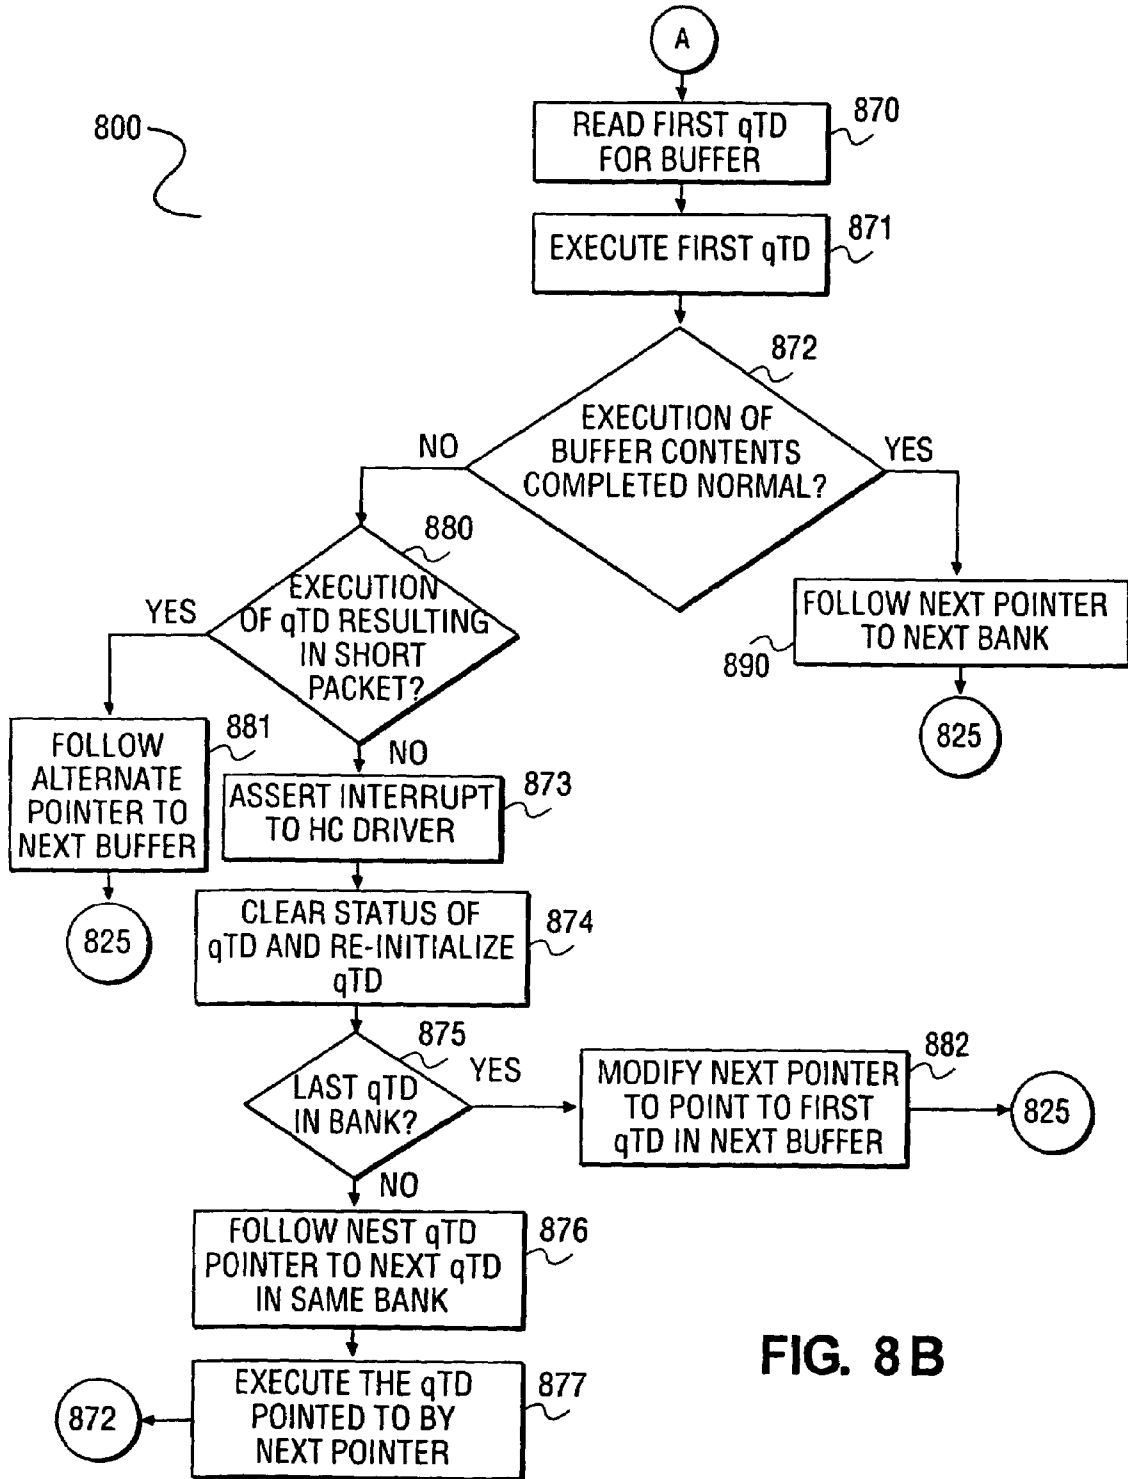 A
800
READ FIRST qTD
FOR BUFFER
870
EXECUTE FIRST qTD
871
872
EXECUTION OF
BUFFER CONTENTS
COMPLETED NORMAL?
NO
YES
880
EXECUTION
OF qTD RESULTING
IN SHORT
PACKET?
YES
NO
FOLLOW NEXT POINTER
TO NEXT BANK
890
825
FOLLOW
ALTERNATE
POINTER TO
NEXT BUFFER
881
825
ASSERT INTERRUPT
TO HC DRIVER
873
CLEAR STATUS OF
qTD AND RE-INITIALIZE
qTD
874
875
LAST qTD
IN BANK?
YES
NO
MODIFY NEXT POINTER
TO POINT TO FIRST
qTD IN NEXT BUFFER
882
825
FOLLOW NEST qTD
POINTER TO NEXT qTD
IN SAME BANK
876
EXECUTE THE qTD
POINTED TO BY
NEXT POINTER
877
872
FIG. 8B